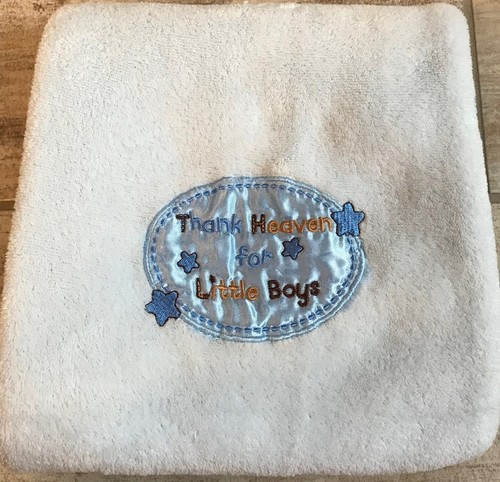 Thank Heaven
for
Little Boys